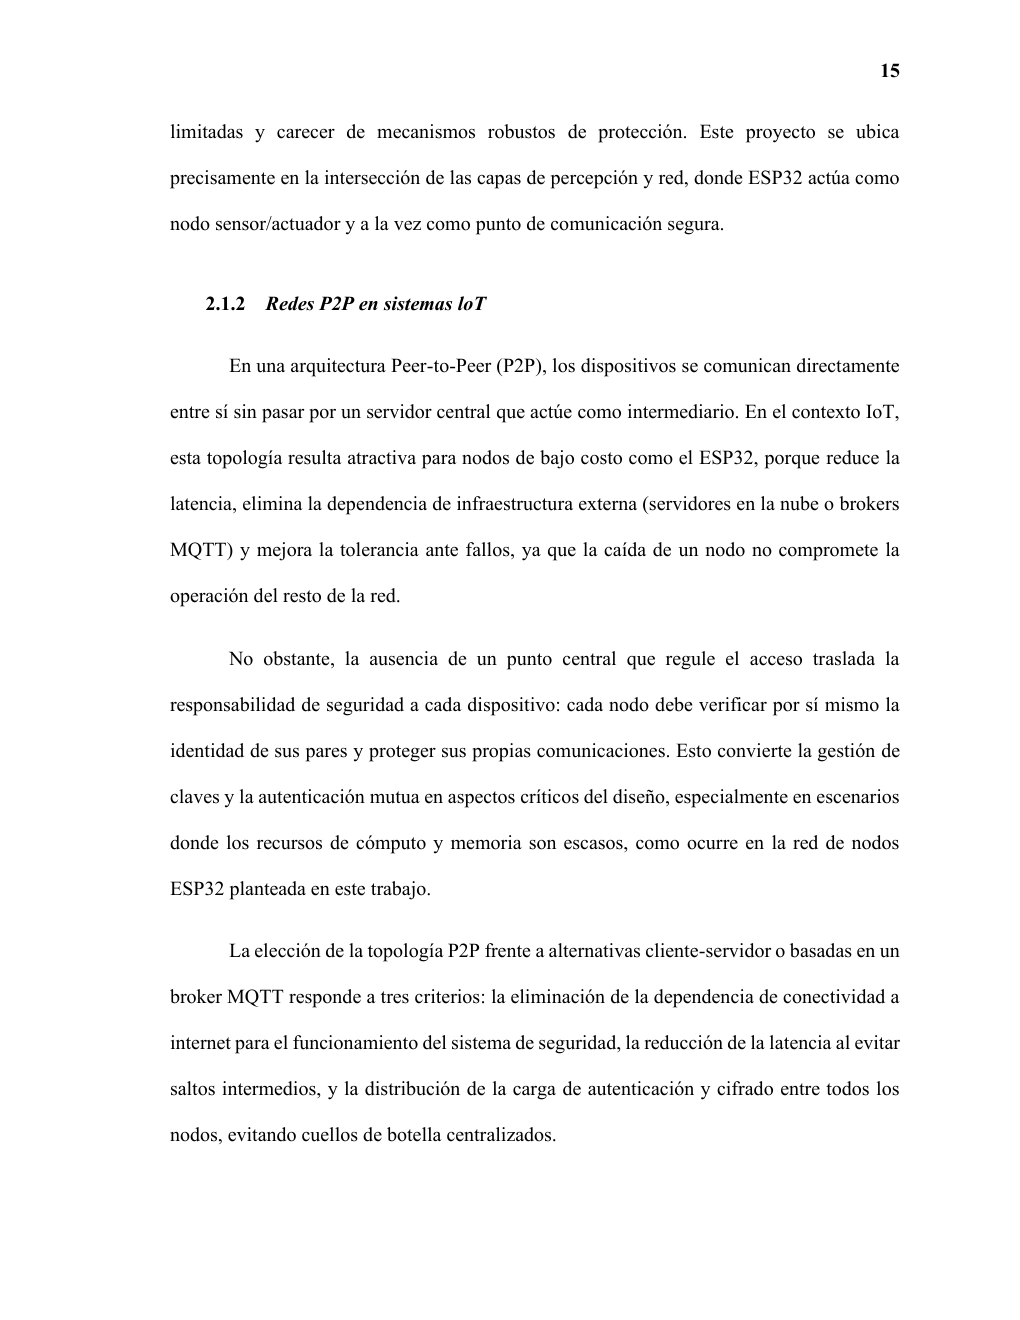 15
limitadas y carecer de mecanismos robustos de protección. Este proyecto se ubica
precisamente en la intersección de las capas de percepción y red, donde ESP32 actúa como
nodo sensor/actuador y a la vez como punto de comunicación segura.
2.1.2 Redes P2P en sistemas loT
En una arquitectura Peer-to-Peer (P2P), los dispositivos se comunican directamente
entre sí sin pasar por un servidor central que actúe como intermediario. En el contexto IoT,
esta topología resulta atractiva para nodos de bajo costo como el ESP32, porque reduce la
latencia, elimina la dependencia de infraestructura externa (servidores en la nube o brokers
MQTT) y mejora la tolerancia ante fallos, ya que la caída de un nodo no compromete la
operación del resto de la red.
No obstante, la ausencia de un punto central que regule el acceso traslada la
responsabilidad de seguridad a cada dispositivo: cada nodo debe verificar por sí mismo la
identidad de sus pares y proteger sus propias comunicaciones. Esto convierte la gestión de
claves y la autenticación mutua en aspectos críticos del diseño, especialmente en escenarios
donde los recursos de cómputo y memoria son escasos, como ocurre en la red de nodos
ESP32 planteada en este trabajo.
La elección de la topología P2P frente a alternativas cliente-servidor o basadas en un
broker MQTT responde a tres criterios: la eliminación de la dependencia de conectividad a
internet para el funcionamiento del sistema de seguridad, la reducción de la latencia al evitar
saltos intermedios, y la distribución de la carga de autenticación y cifrado entre todos los
nodos, evitando cuellos de botella centralizados.